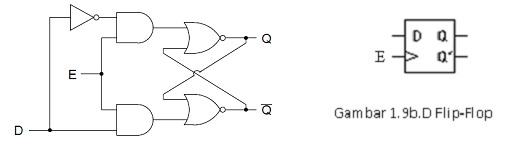 Q
E
Q̅
D
D Q
E Q'
Gambar 1.9b.D Flip-Flop